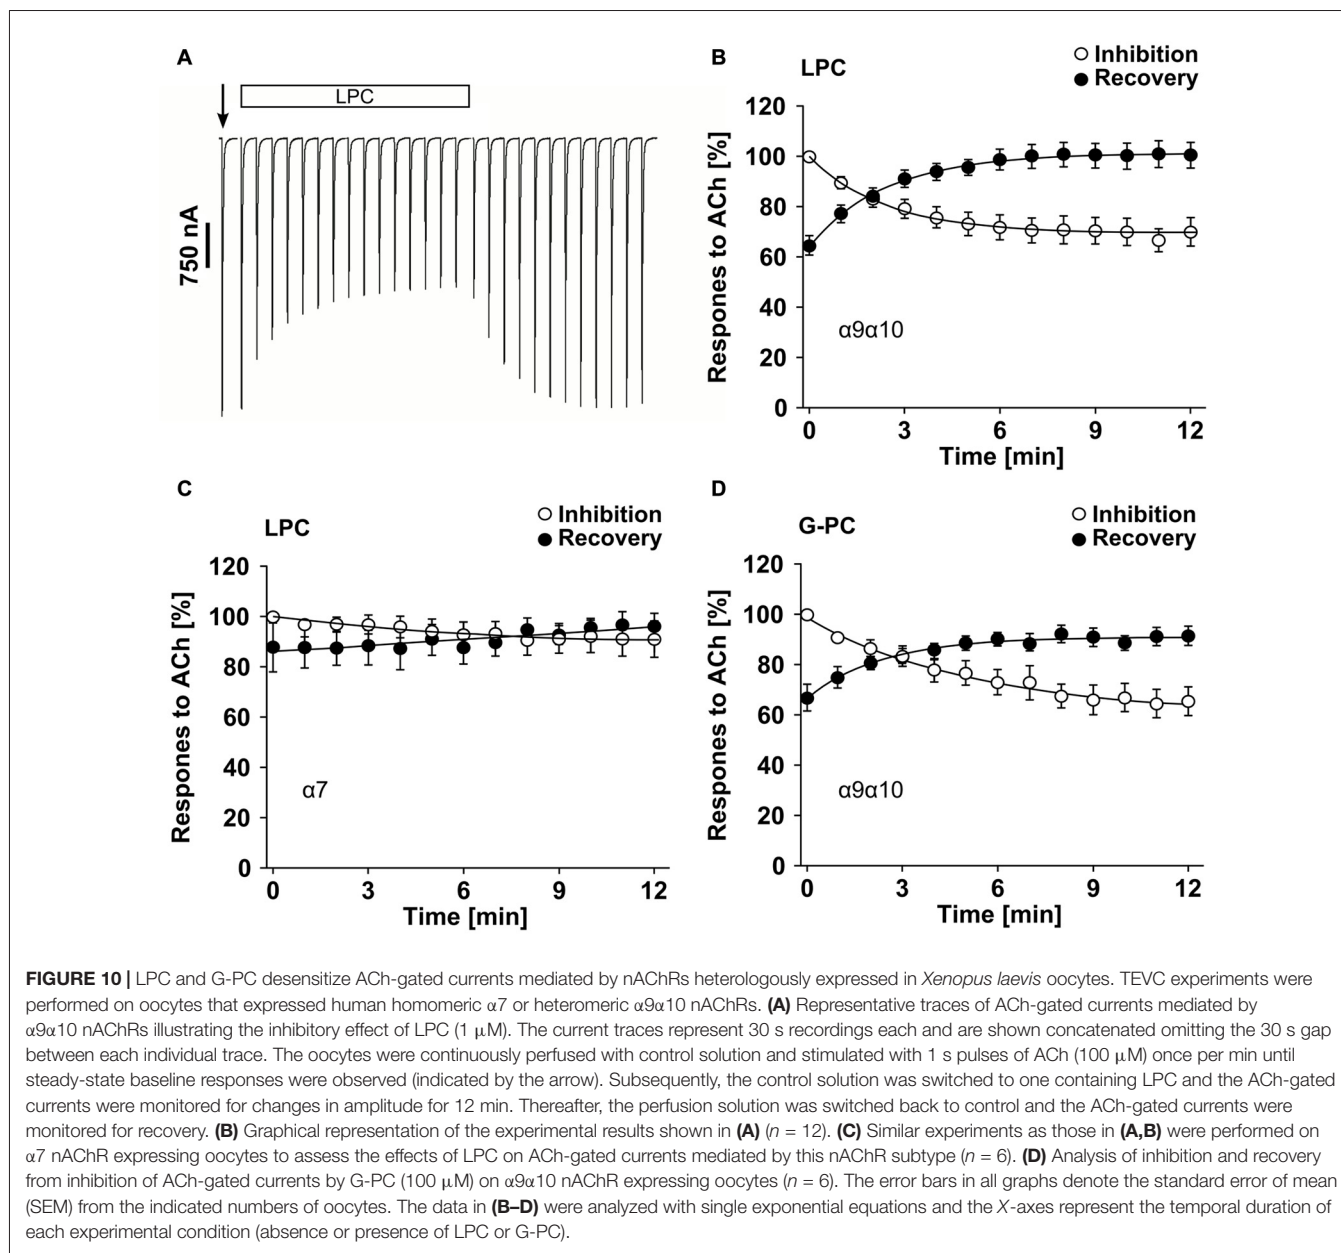 A
LPC
750 nA
B
LPC
Inhibition
Recovery
Respones to ACh [%]
120
100
80
60
40
20
0
α9α10
0 3 6 9 12
Time [min]
C
LPC
Inhibition
Recovery
Respones to ACh [%]
120
100
80
60
40
20
0
α7
0 3 6 9 12
Time [min]
D
G-PC
Inhibition
Recovery
Respones to ACh [%]
120
100
80
60
40
20
0
α9α10
0 3 6 9 12
Time [min]
FIGURE 10 | LPC and G-PC desensitize ACh-gated currents mediated by nAChRs heterologously expressed in Xenopus laevis oocytes. TEVC experiments were
performed on oocytes that expressed human homomeric α7 or heteromeric α9α10 nAChRs. (A) Representative traces of ACh-gated currents mediated by
α9α10 nAChRs illustrating the inhibitory effect of LPC (1 μM). The current traces represent 30 s recordings each and are shown concatenated omitting the 30 s gap
between each individual trace. The oocytes were continuously perfused with control solution and stimulated with 1 s pulses of ACh (100 μM) once per min until
steady-state baseline responses were observed (indicated by the arrow). Subsequently, the control solution was switched to one containing LPC and the ACh-gated
currents were monitored for changes in amplitude for 12 min. Thereafter, the perfusion solution was switched back to control and the ACh-gated currents were
monitored for recovery. (B) Graphical representation of the experimental results shown in (A) (n = 12). (C) Similar experiments as those in (A,B) were performed on
α7 nAChR expressing oocytes to assess the effects of LPC on ACh-gated currents mediated by this nAChR subtype (n = 6). (D) Analysis of inhibition and recovery
from inhibition of ACh-gated currents by G-PC (100 μM) on α9α10 nAChR expressing oocytes (n = 6). The error bars in all graphs denote the standard error of mean
(SEM) from the indicated numbers of oocytes. The data in (B–D) were analyzed with single exponential equations and the X-axes represent the temporal duration of
each experimental condition (absence or presence of LPC or G-PC).